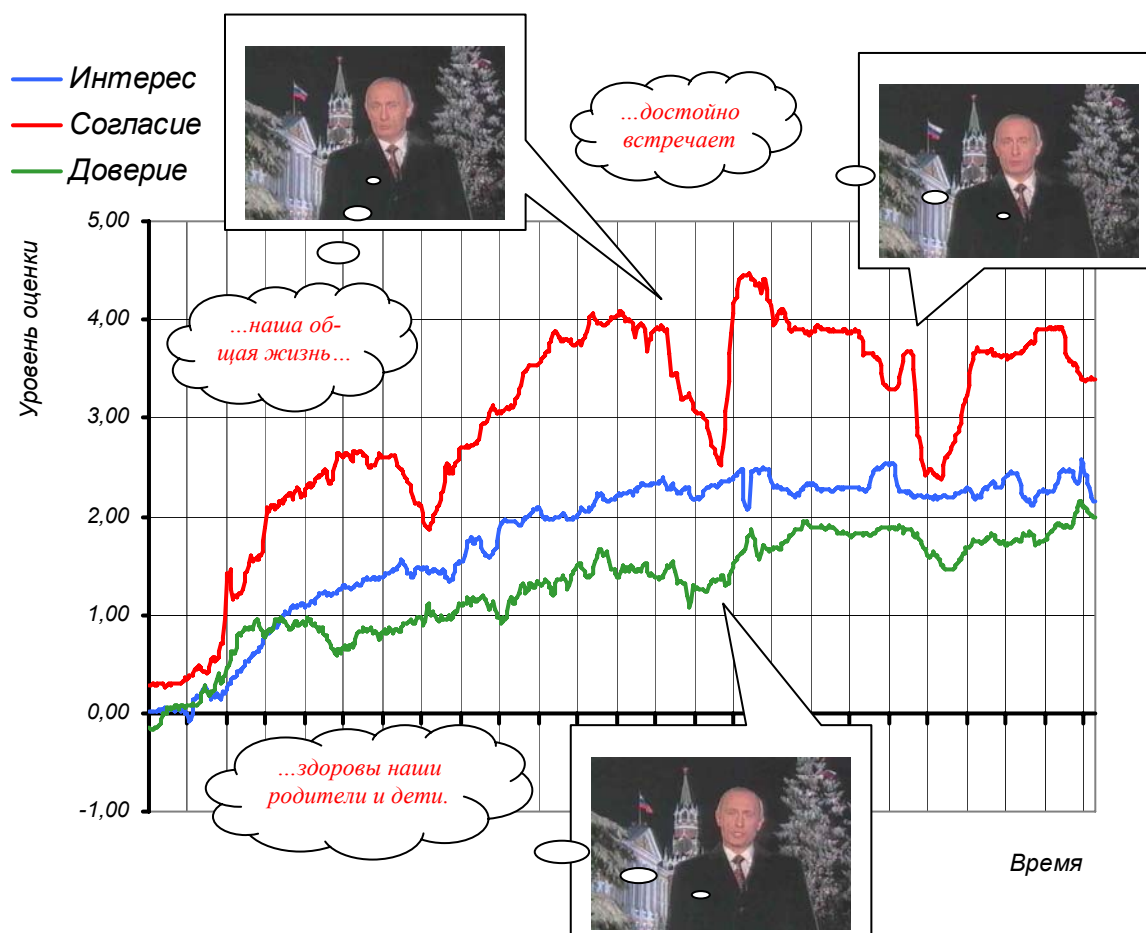 Интерес
Согласие
Доверие
...достойно
встречает
Уровень оценки
5,00
4,00
3,00
2,00
1,00
0,00
-1,00
...наша об-
щая жизнь...
...здоровы наши
родители и дети.
Время